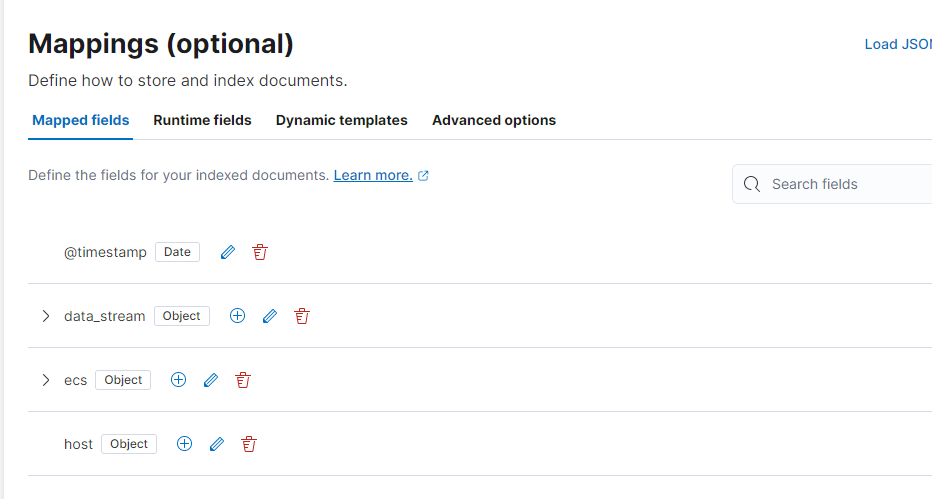 Mappings (optional)
Load JSON
Define how to store and index documents.
Mapped fields Runtime fields Dynamic templates Advanced options
Define the fields for your indexed documents. Learn more.
Search fields
@timestamp Date
data_stream Object
ecs Object
host Object